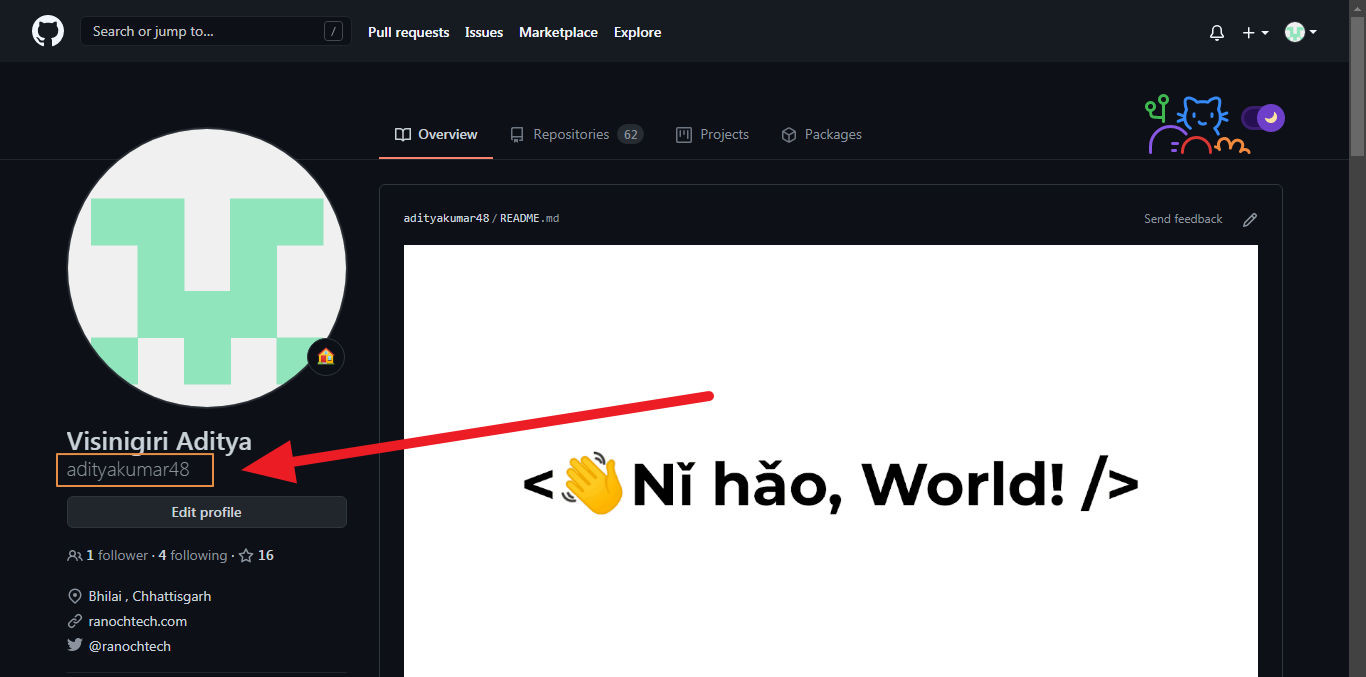 Search or jump to... /
Pull requests Issues Marketplace Explore
Overview Repositories 62 Projects Packages
Visinigiri Aditya
adityakumar48
Edit profile
1 follower · 4 following · 16
Bhilai , Chhattisgarh
ranochtech.com
@ranochtech
adityakumar48/README.md
Send feedback
<👋Nǐ hǎo, World! />